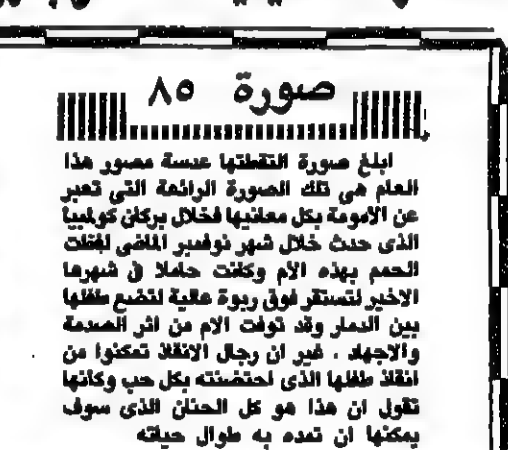 صورة ٨٥
ابلغ صورة التقطتها عدسة مصور هذا
العام هى تلك الصورة الرائعة التى تعبر
عن الأمومة بكل معانيها فخلال بركان كولمبيا
الذى حدث خلال شهر نوفمبر الماضى لفظت
الحمم بهذه الأم وكانت حاملا فى شهرها
الاخير لتستقر فوق ربوة عالية لتضع طفلها
بين الدمار وقد توفت الام من اثر الصدمة
والاجهاد . غير ان رجال الانقاذ تمكنوا من
انقاذ طفلها الذى احتضنته بكل حب وكأنها
تقول ان هذا هو كل الحنان الذى سوف
يمكنها ان تمده به طوال حياته